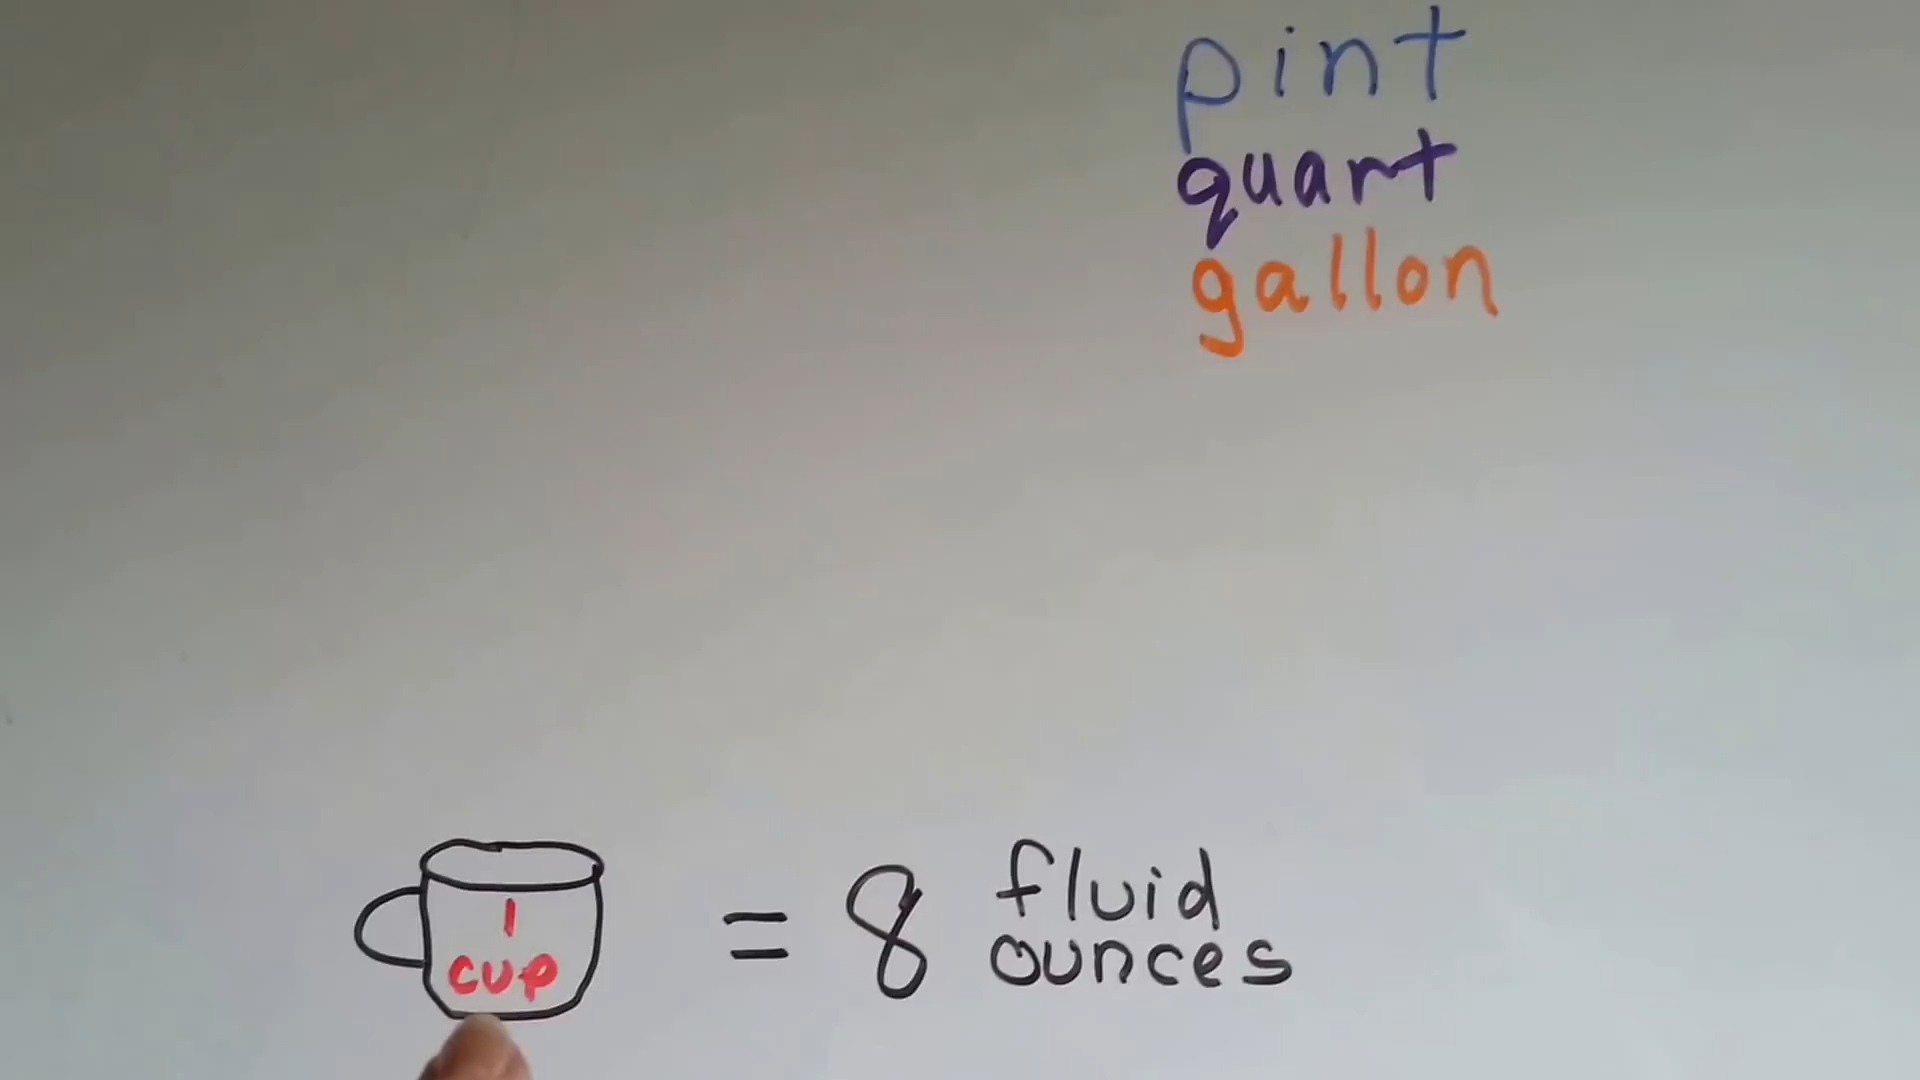 pint
quart
gallon
1
cup
= 8 fluid
ounces